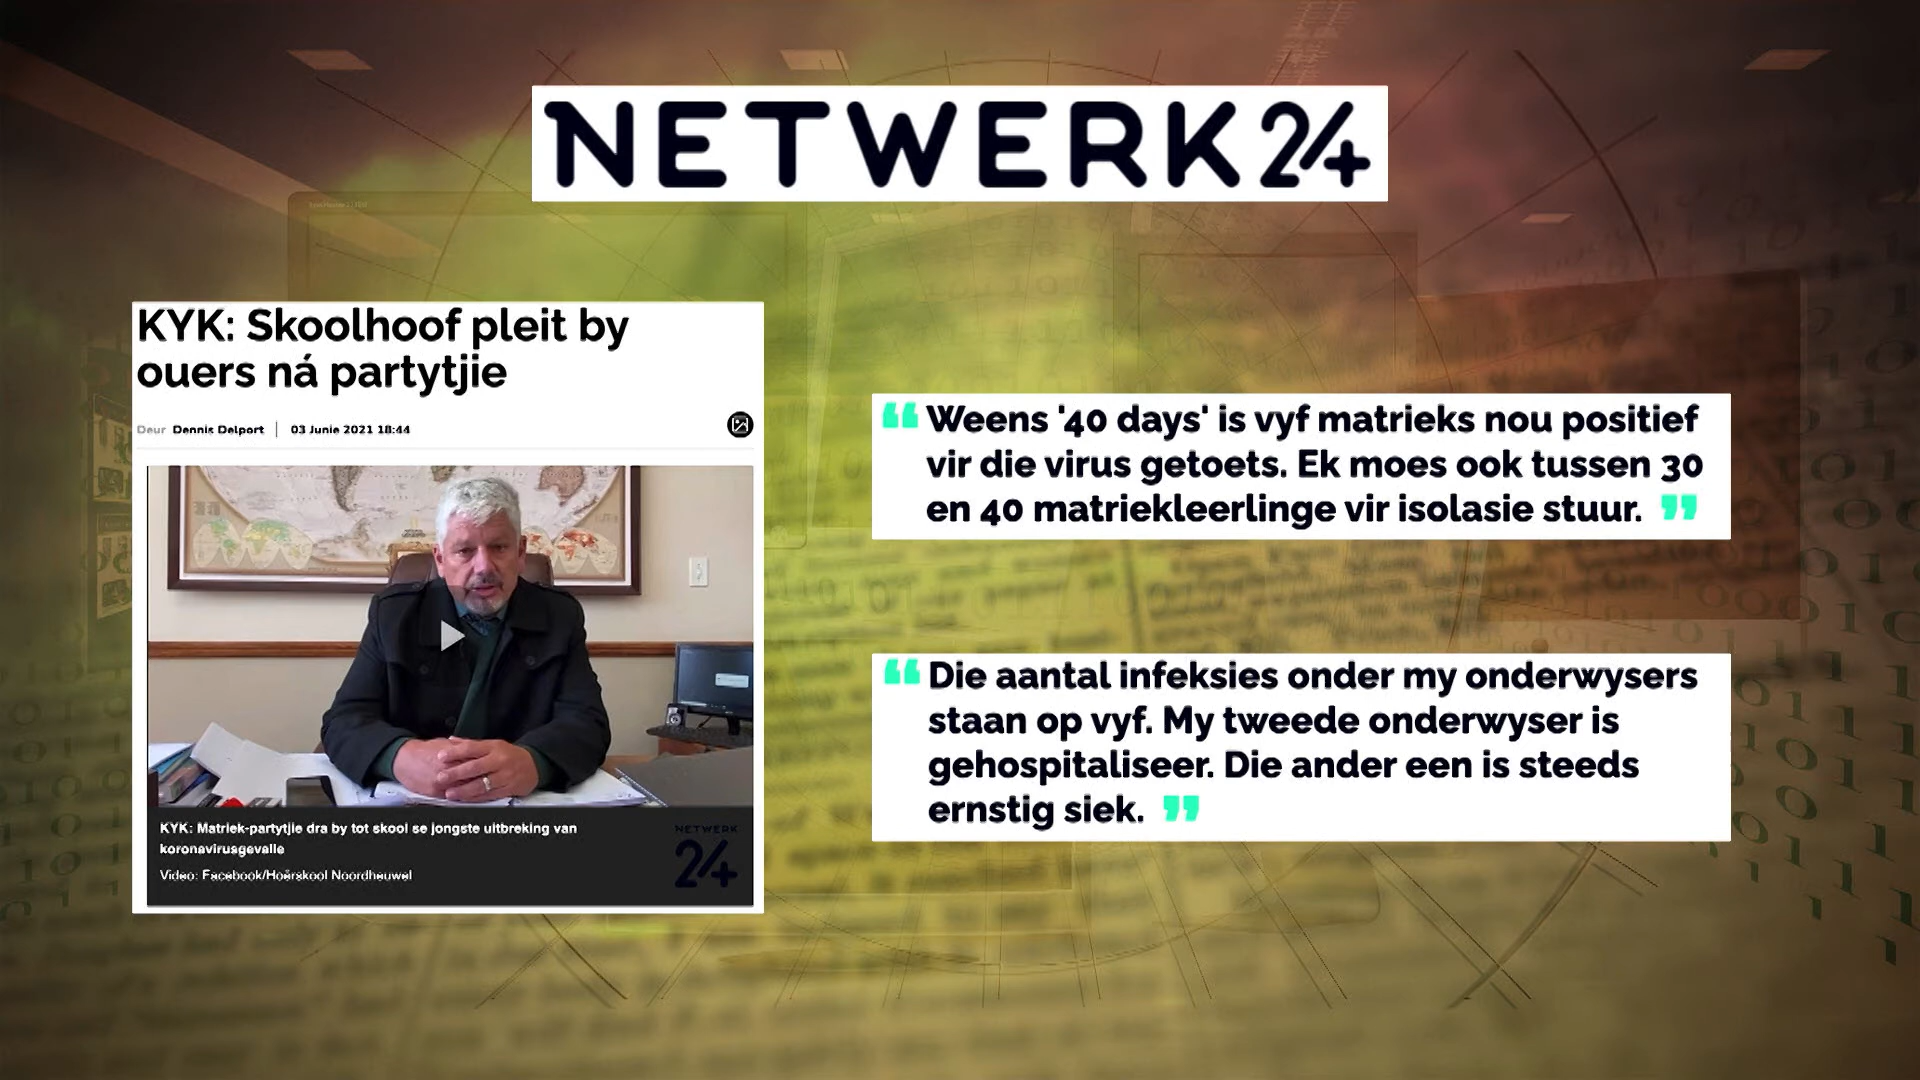 NETWERK24
KYK: Skoolhoof pleit by
ouers ná partytjie
Deur Dennis Delport | 03 Junie 2021 18:44
KYK: Matriek-partytjie dra by tot skool se jongste uitbreking van
koronavirusgevalle
Video: Facebook/Hoërskool Noordheuwel
NETWERK
24
“ Weens '40 days' is vyf matrieks nou positief
vir die virus getoets. Ek moes ook tussen 30
en 40 matriekleerlinge vir isolasie stuur. ”
“ Die aantal infeksies onder my onderwysers
staan op vyf. My tweede onderwyser is
gehospitaliseer. Die ander een is steeds
ernstig siek. ”